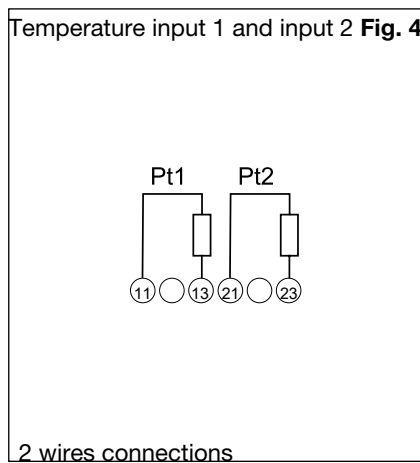 Temperature input 1 and input 2 Fig. 4
Pt1 Pt2
11 13 21 23
2 wires connections